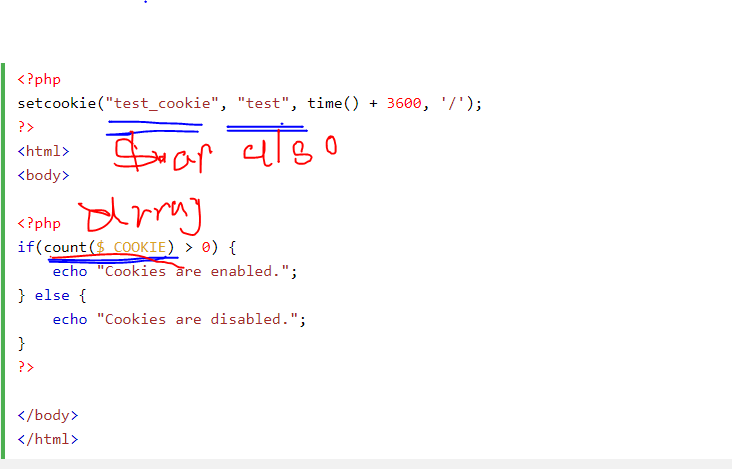 <?php
setcookie("test_cookie", "test", time() + 3600, '/');
?>
<html>
$var also
<body>
<?php
if(count($_COOKIE) > 0) {
echo "Cookies are enabled.";
} else {
echo "Cookies are disabled.";
}
?>
</body>
</html>